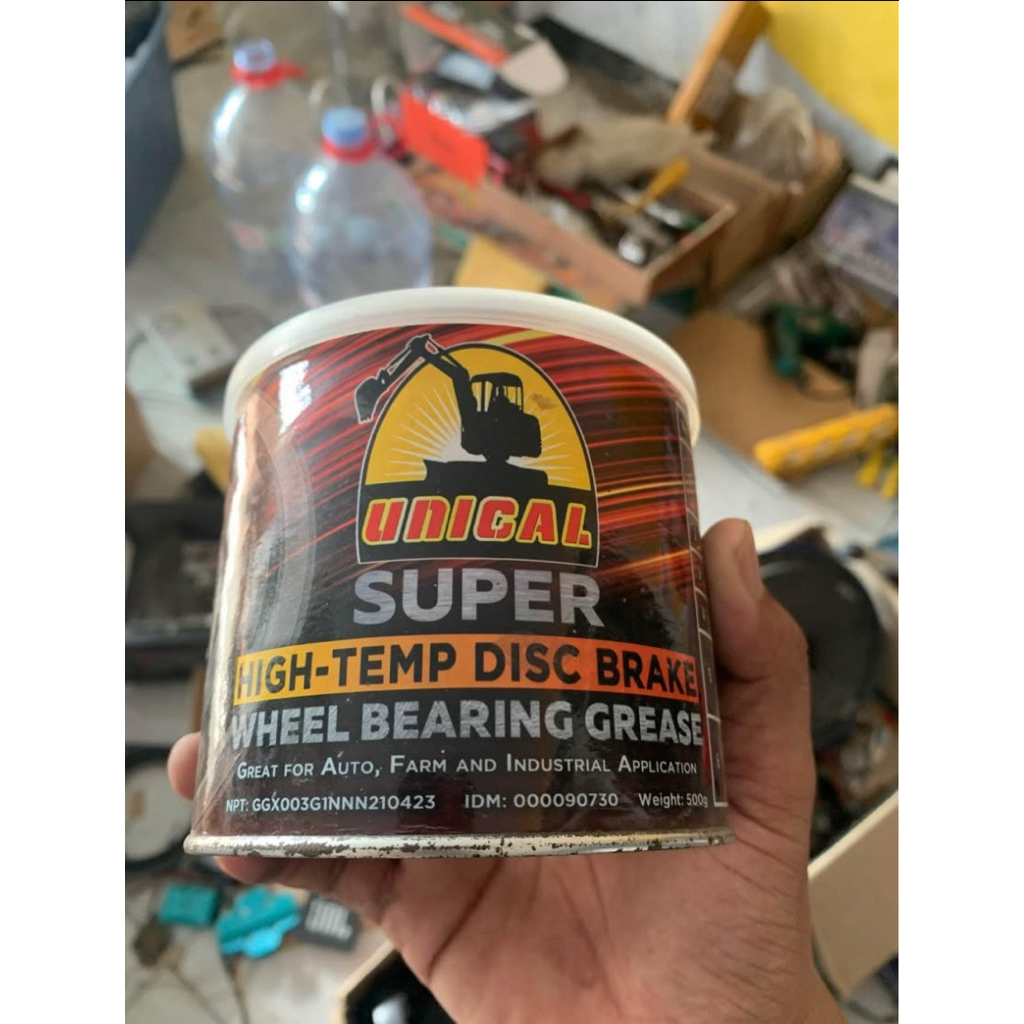 UNICAL
SUPER
HIGH-TEMP DISC BRAKE
WHEEL BEARING GREASE
GREAT FOR AUTO, FARM AND INDUSTRIAL APPLICATION
NPT: GGX003G1NNN210423 IDM: 000090730 Weight: 500g
JBL